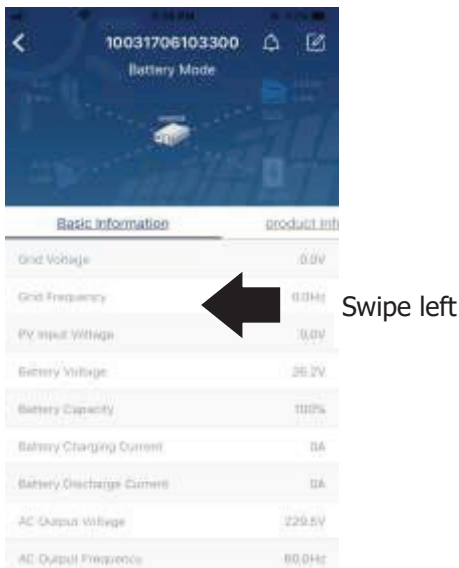 10031706103300
Battery Mode
Basic Information product Inf
Grid Voltage 0.0V
Grid Frequency 0.0Hz
Swipe left
PV Input Voltage 0.0V
Battery Voltage 26.2V
Battery Capacity 100%
Battery Charging Current 0A
Battery Discharge Current 0A
AC Output Voltage 229.5V
AC Output Frequency 60.0Hz